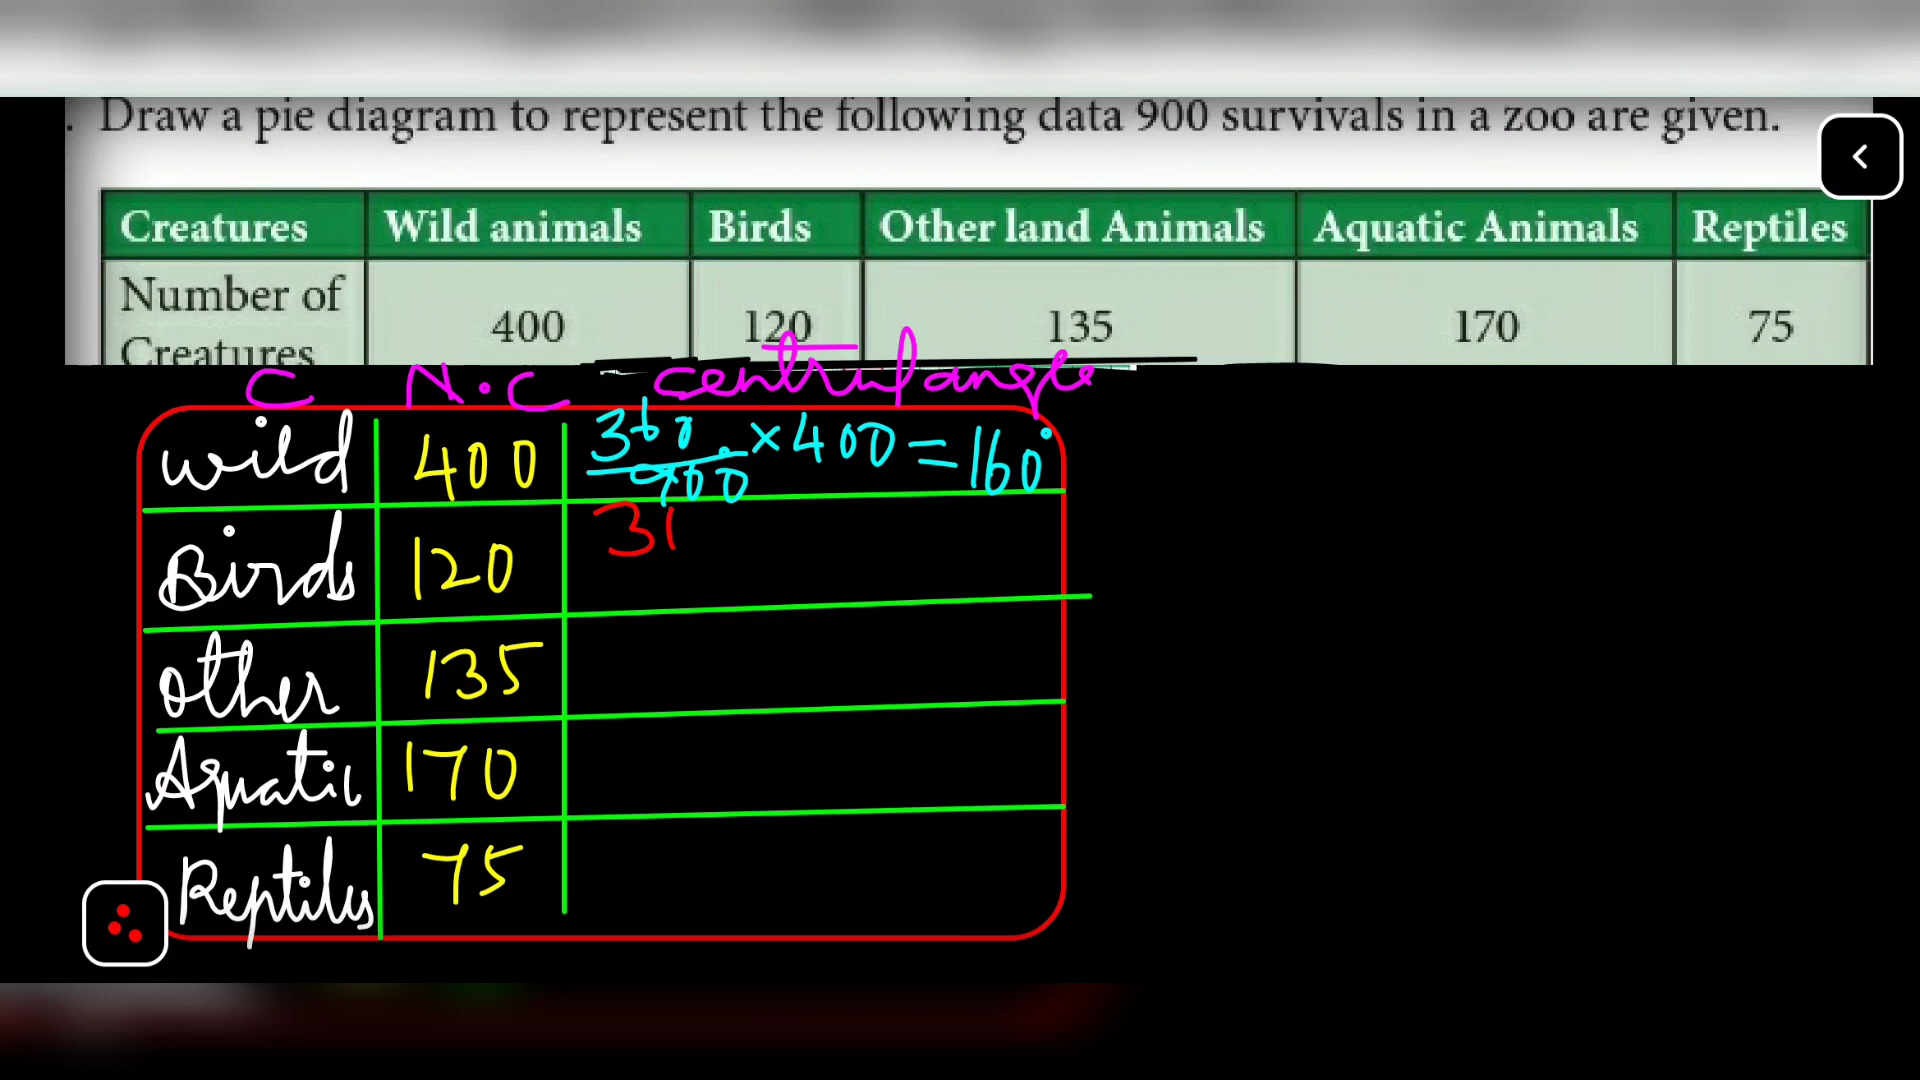 . Draw a pie diagram to represent the following data 900 survivals in a zoo are given.
Creatures Wild animals Birds Other land Animals Aquatic Animals Reptiles
Number of Creatures 400 120 135 170 75
C N.C central angle
wild 400 360°/900 × 400 = 160°
Birds 120 3
other 135
Aquatic 170
Reptiles 75